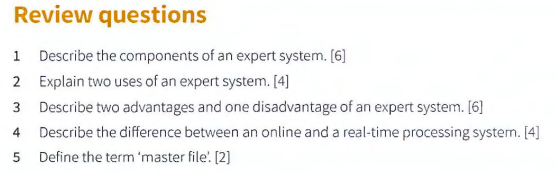 Review questions
1 Describe the components of an expert system. [6]
2 Explain two uses of an expert system. [4]
3 Describe two advantages and one disadvantage of an expert system. [6]
4 Describe the difference between an online and a real-time processing system. [4]
5 Define the term ‘master file’. [2]